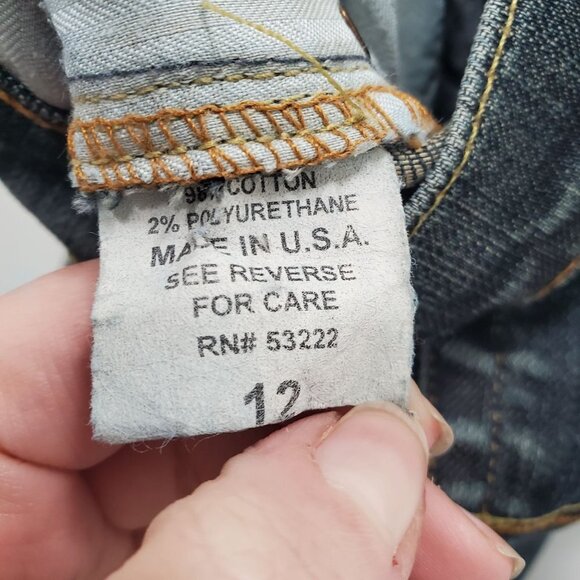 98% COTTON
2% POLYURETHANE
MADE IN U.S.A.
SEE REVERSE
FOR CARE
RN# 53222
12